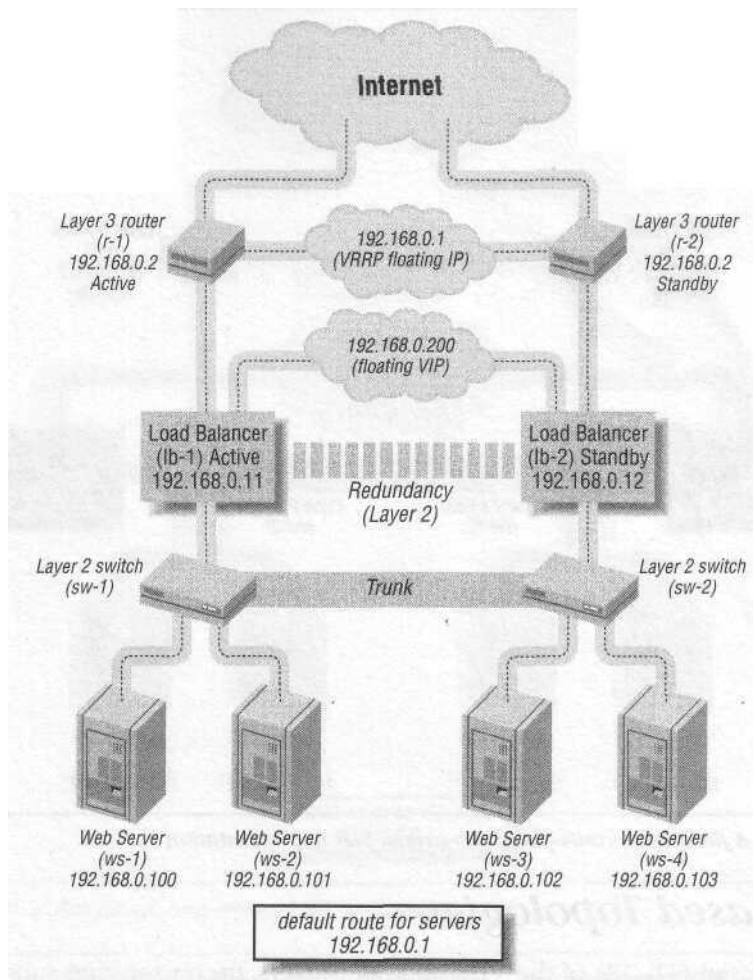 Internet
Layer 3 router
(r-1)
192.168.0.2
Active
192.168.0.1
(VRRP floating IP)
Layer 3 router
(r-2)
192.168.0.2
Standby
192.168.0.200
(floating VIP)
Load Balancer
(lb-1) Active
192.168.0.11
Redundancy
(Layer 2)
Load Balancer
(lb-2) Standby
192.168.0.12
Layer 2 switch
(sw-1)
Trunk
Layer 2 switch
(sw-2)
Web Server
(ws-1)
192.168.0.100
Web Server
(ws-2)
192.168.0.101
Web Server
(ws-3)
192.168.0.102
Web Server
(ws-4)
192.168.0.103
default route for servers
192.168.0.1